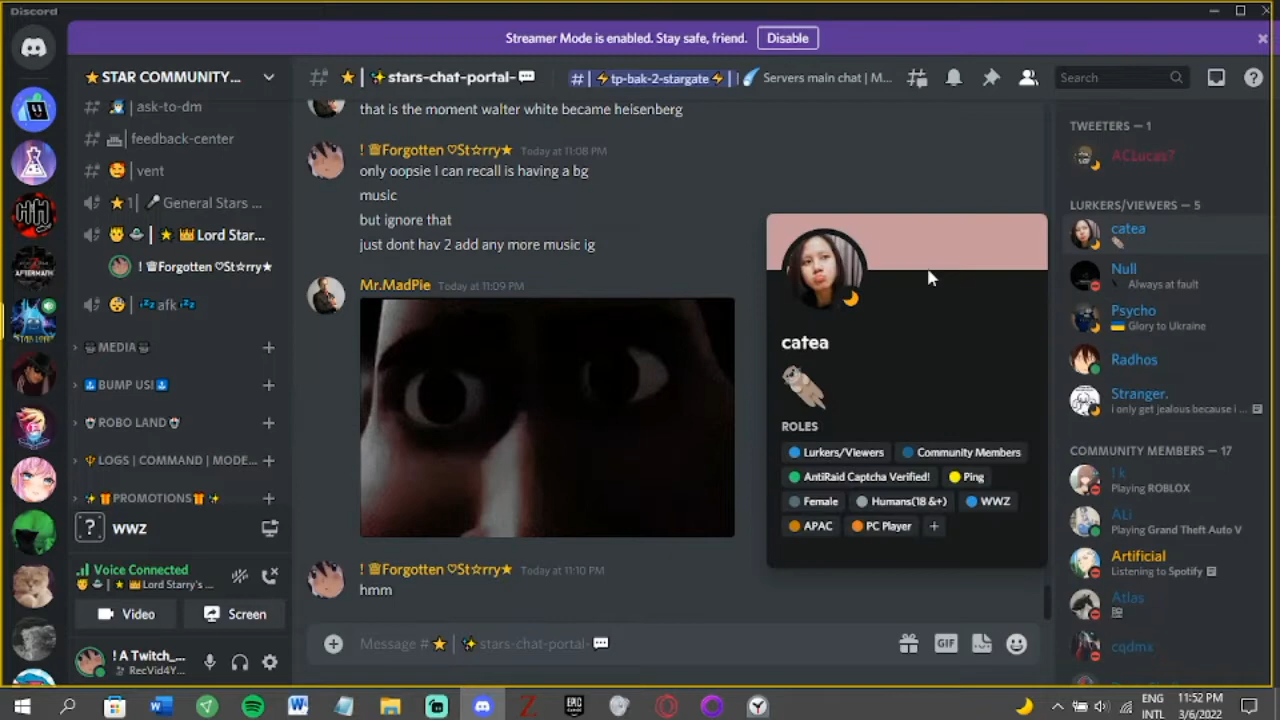 Discord
Streamer Mode is enabled. Stay safe, friend.
Disable
⭐STAR COMMUNITY...
ask-to-dm
feedback-center
vent
⭐1| 🎤General Stars ...
| ⭐ 👑Lord Star...
! ♕Forgotten ♡St☆rry★
😴 | 💤afk💤
MEDIA
BUMP US!
ROBO LAND
LOGS | COMMAND | MODE...
✨🎁PROMOTIONS🎁✨
WWZ
Voice Connected
| ⭐ 👑Lord Starry's ...
Video
Screen
! A Twitch_...
RecVid4Y...
⭐ | ✨stars-chat-portal-💬
# | ⚡tp-bak-2-stargate⚡ | Servers main chat | M...
Search
that is the moment walter white became heisenberg
! ♕Forgotten ♡St☆rry★ Today at 11:08 PM
only oopsie I can recall is having a bg
music
but ignore that
just dont hav 2 add any more music ig
Mr.MadPie Today at 11:09 PM
! ♕Forgotten ♡St☆rry★ Today at 11:10 PM
hmm
Message #⭐ | ✨stars-chat-portal-💬
GIF
catea
ROLES
Lurkers/Viewers
Community Members
AntiRaid Captcha Verified!
Ping
Female
Humans(18 &+)
WWZ
APAC
PC Player
TWEETERS — 1
ACLucas7
LURKERS/VIEWERS — 5
catea
Null
Always at fault
Psycho
🇺🇦 Glory to Ukraine
Radhos
Stranger.
i only get jealous because i ...
COMMUNITY MEMBERS — 17
! k
Playing ROBLOX
ALi
Playing Grand Theft Auto V
Artificial
Listening to Spotify
Atlas
cqdmx
ENG
INTL
11:52 PM
3/6/2022